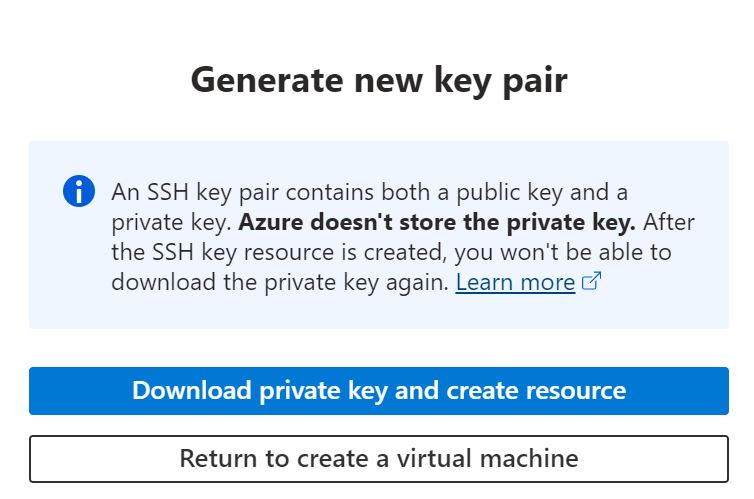 Generate new key pair
An SSH key pair contains both a public key and a
private key. Azure doesn't store the private key. After
the SSH key resource is created, you won't be able to
download the private key again. Learn more
Download private key and create resource
Return to create a virtual machine